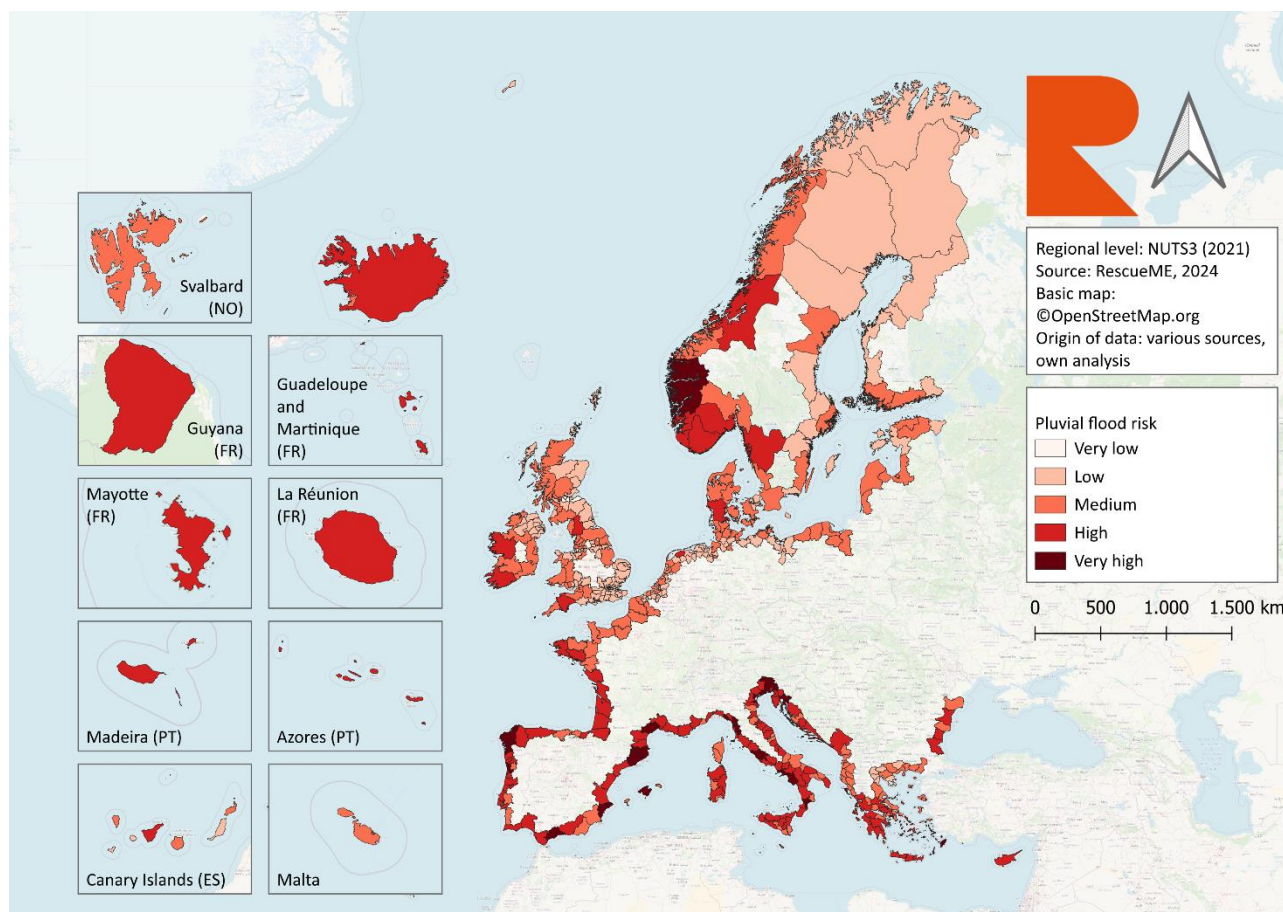 Svalbard
(NO)
Guyana
(FR)
Guadeloupe
and
Martinique
(FR)
Mayotte
(FR)
La Réunion
(FR)
Madeira (PT)
Azores (PT)
Canary Islands (ES)
Malta
R
Regional level: NUTS3 (2021)
Source: RescueME, 2024
Basic map:
©OpenStreetMap.org
Origin of data: various sources,
own analysis
Pluvial flood risk
Very low
Low
Medium
High
Very high
0 500 1.000 1.500 km